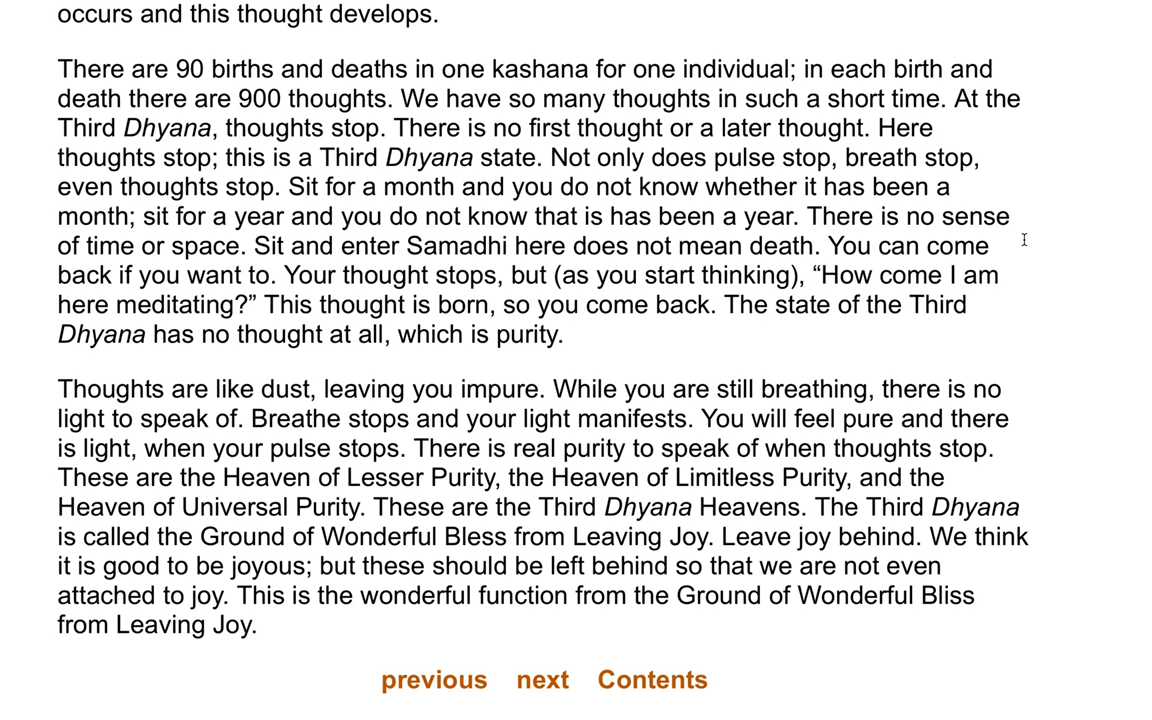 occurs and this thought develops.
There are 90 births and deaths in one kashana for one individual; in each birth and
death there are 900 thoughts. We have so many thoughts in such a short time. At the
Third Dhyana, thoughts stop. There is no first thought or a later thought. Here
thoughts stop; this is a Third Dhyana state. Not only does pulse stop, breath stop,
even thoughts stop. Sit for a month and you do not know whether it has been a
month; sit for a year and you do not know that is has been a year. There is no sense
of time or space. Sit and enter Samadhi here does not mean death. You can come
back if you want to. Your thought stops, but (as you start thinking), “How come I am
here meditating?” This thought is born, so you come back. The state of the Third
Dhyana has no thought at all, which is purity.
Thoughts are like dust, leaving you impure. While you are still breathing, there is no
light to speak of. Breathe stops and your light manifests. You will feel pure and there
is light, when your pulse stops. There is real purity to speak of when thoughts stop.
These are the Heaven of Lesser Purity, the Heaven of Limitless Purity, and the
Heaven of Universal Purity. These are the Third Dhyana Heavens. The Third Dhyana
is called the Ground of Wonderful Bless from Leaving Joy. Leave joy behind. We think
it is good to be joyous; but these should be left behind so that we are not even
attached to joy. This is the wonderful function from the Ground of Wonderful Bliss
from Leaving Joy.
previous next Contents